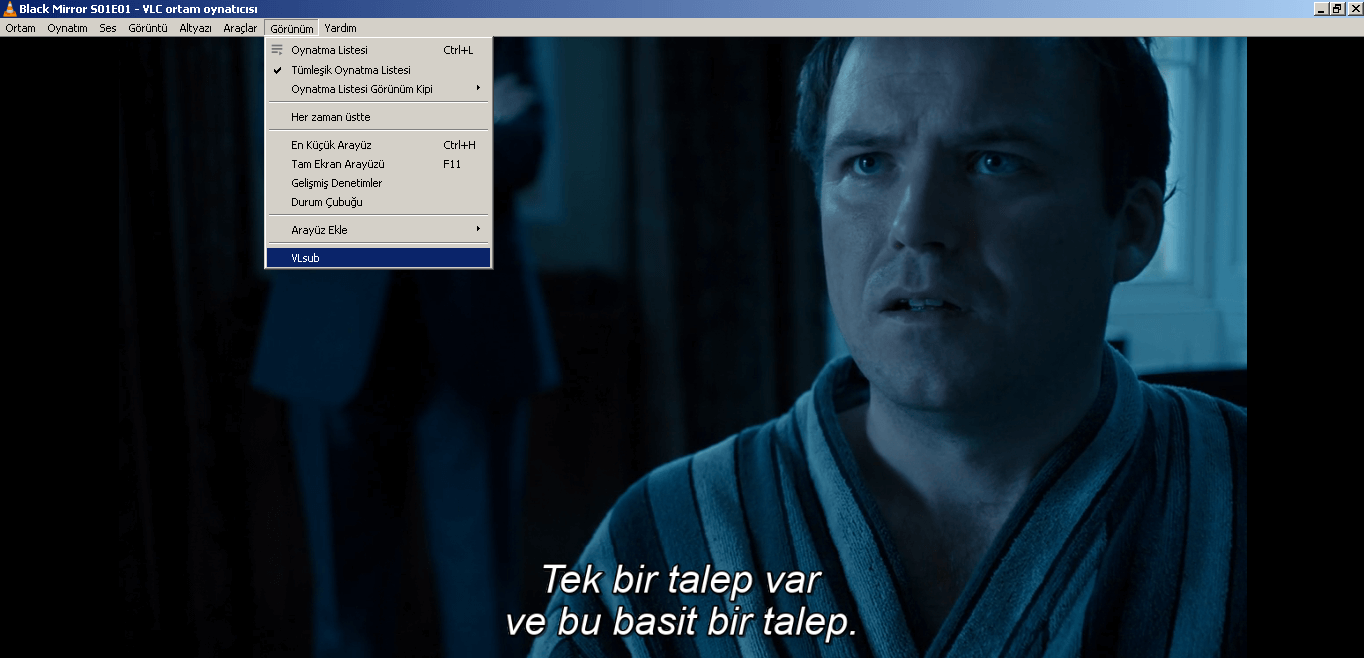 Black Mirror S01E01 - VLC ortam oynatıcısı
Ortam Oynatım Ses Görüntü Altyazı Araçlar Görünüm Yardım
Oynatma Listesi Ctrl+L
Tümleşik Oynatma Listesi
Oynatma Listesi Görünüm Kipi
Her zaman üstte
En Küçük Arayüz Ctrl+H
Tam Ekran Arayüzü F11
Gelişmiş Denetimler
Durum Çubuğu
Arayüz Ekle
VLsub
Tek bir talep var
ve bu basit bir talep.